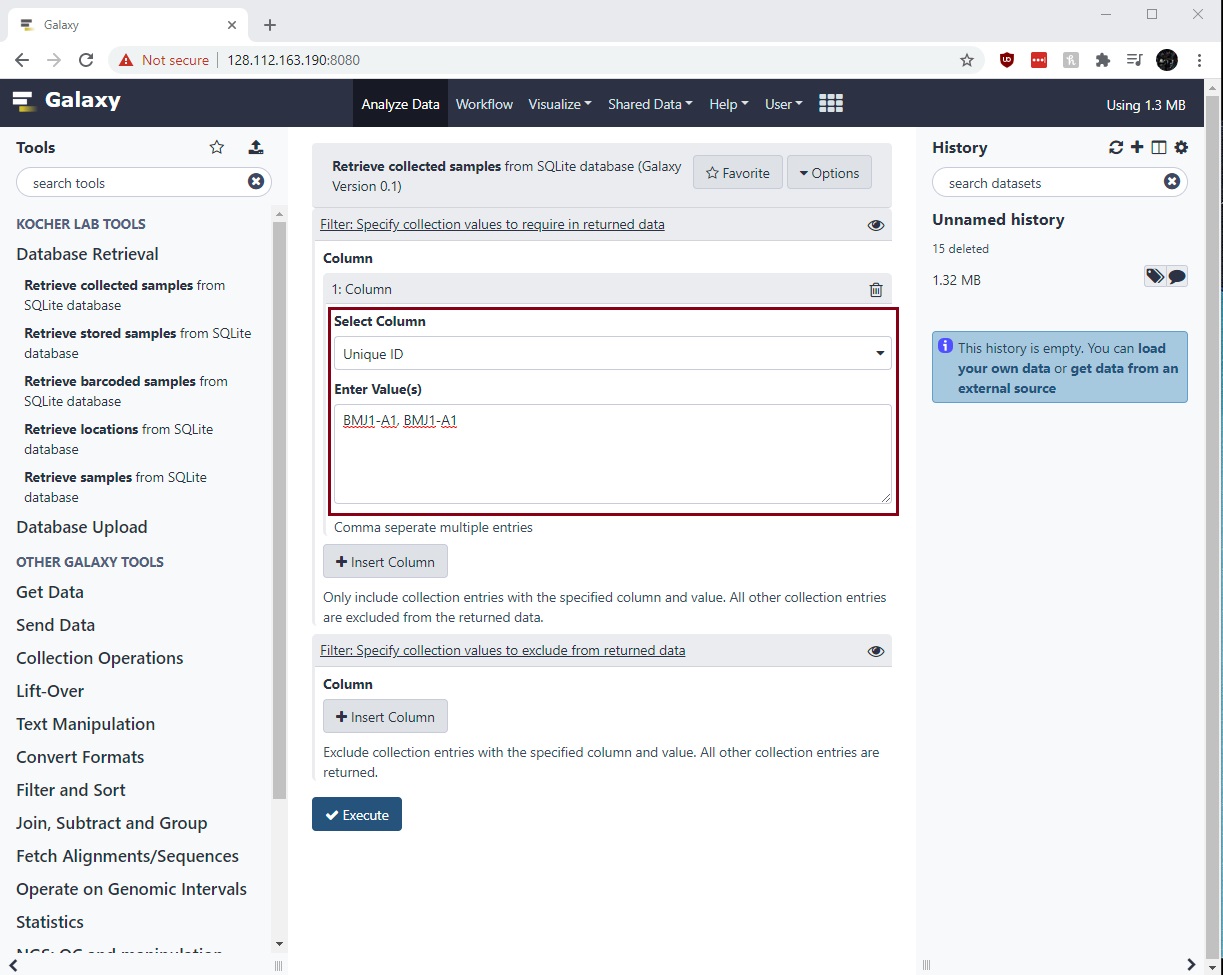 Galaxy
Not secure
128.112.163.190:8080
Galaxy
Analyze Data
Workflow
Visualize
Shared Data
Help
User
Using 1.3 MB
Tools
search tools
KOCHER LAB TOOLS
Database Retrieval
Retrieve collected samples from
SQLite database
Retrieve stored samples from SQLite
database
Retrieve barcoded samples from
SQLite database
Retrieve locations from SQLite
database
Retrieve samples from SQLite
database
Database Upload
OTHER GALAXY TOOLS
Get Data
Send Data
Collection Operations
Lift-Over
Text Manipulation
Convert Formats
Filter and Sort
Join, Subtract and Group
Fetch Alignments/Sequences
Operate on Genomic Intervals
Statistics
Retrieve collected samples from SQLite database (Galaxy
Version 0.1)
Favorite
Options
Filter: Specify collection values to require in returned data
Column
1: Column
Select Column
Unique ID
Enter Value(s)
BMJ1-A1, BMJ1-A1
Comma seperate multiple entries
Insert Column
Only include collection entries with the specified column and value. All other collection entries
are excluded from the returned data.
Filter: Specify collection values to exclude from returned data
Column
Insert Column
Exclude collection entries with the specified column and value. All other collection entries are
returned.
Execute
History
search datasets
Unnamed history
15 deleted
1.32 MB
This history is empty. You can load
your own data or get data from an
external source